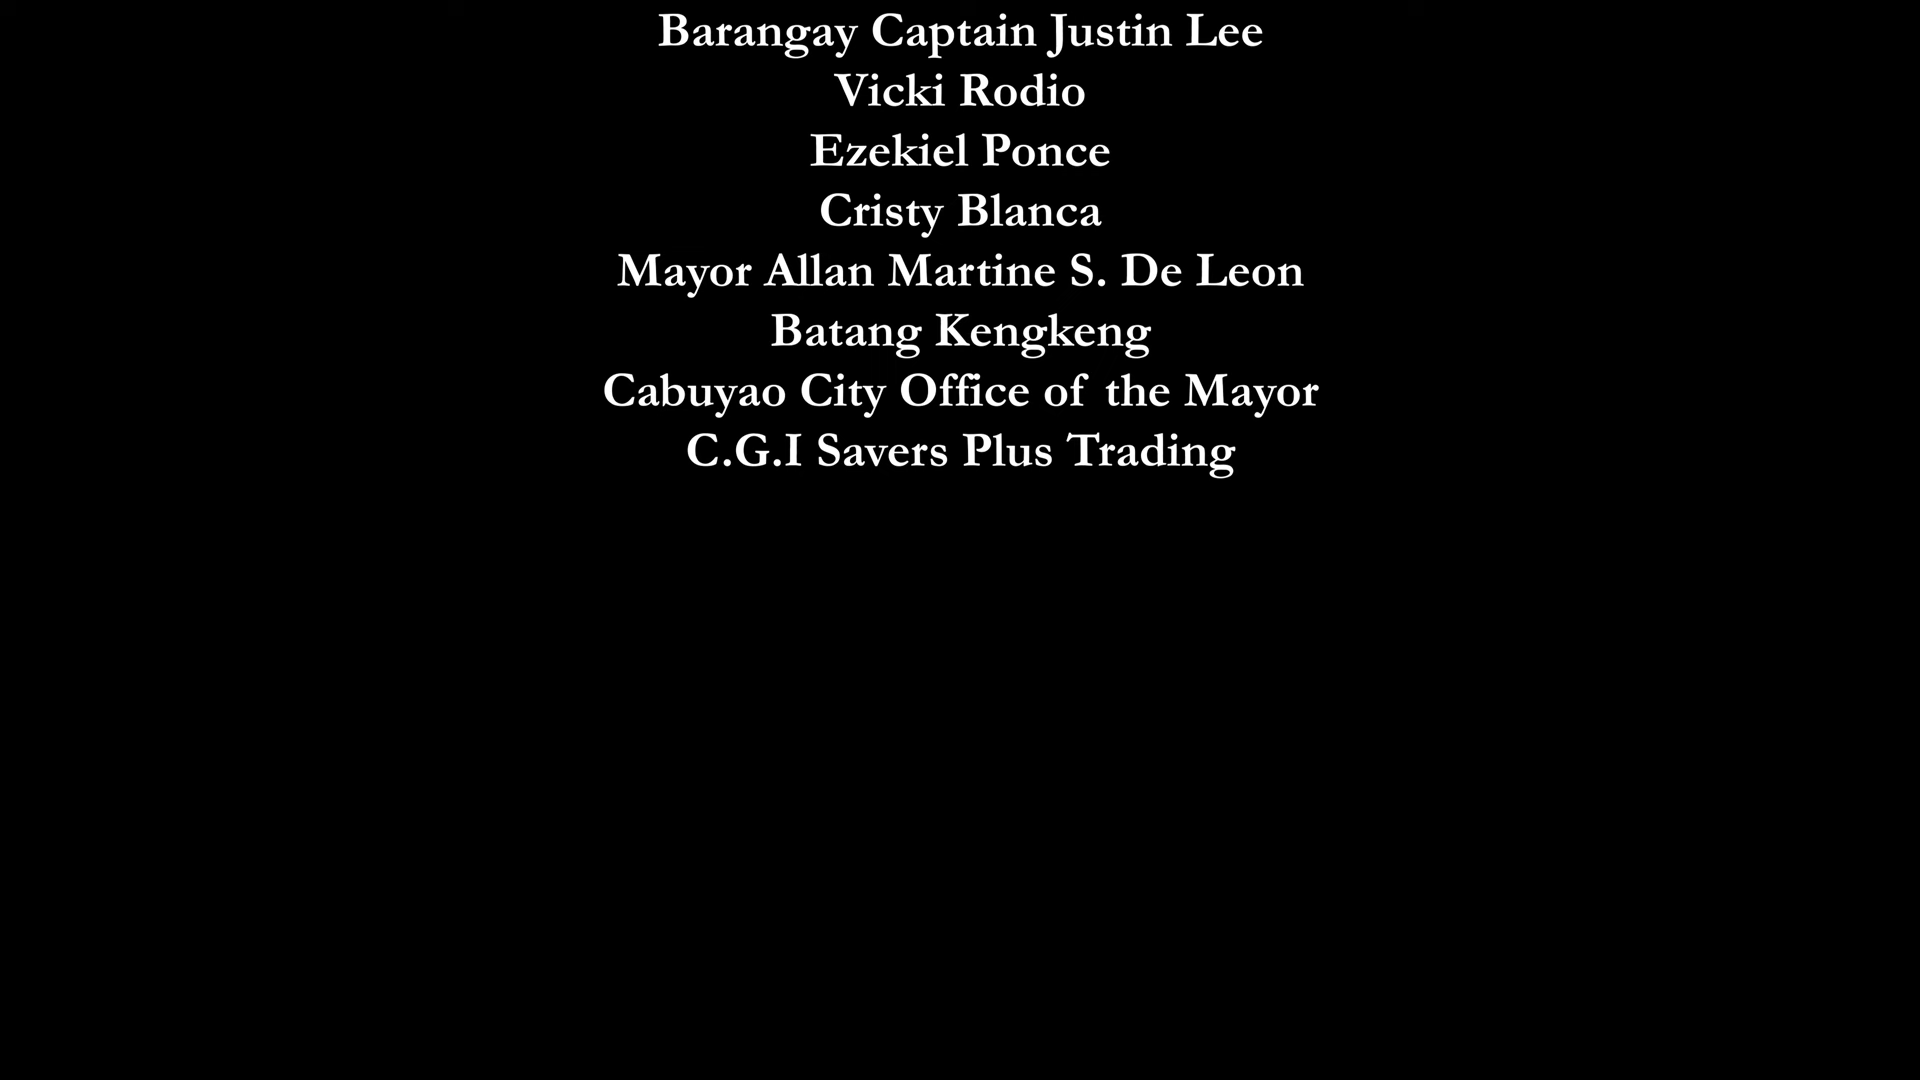 Barangay Captain Justin Lee
Vicki Rodio
Ezekiel Ponce
Cristy Blanca
Mayor Allan Martine S. De Leon
Batang Kengkeng
Cabuyao City Office of the Mayor
C.G.I Savers Plus Trading